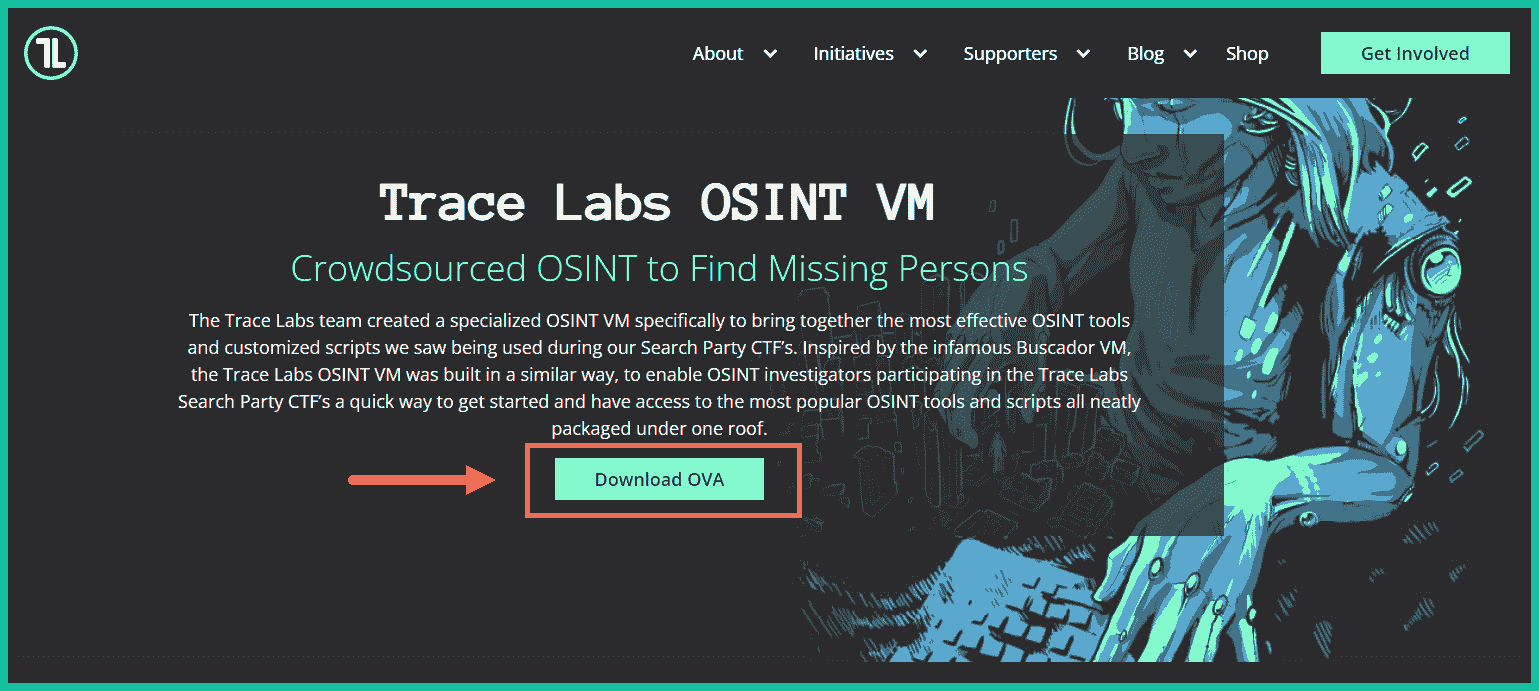 TL
About
Initiatives
Supporters
Blog
Shop
Get Involved
Trace Labs OSINT VM
Crowdsourced OSINT to Find Missing Persons
The Trace Labs team created a specialized OSINT VM specifically to bring together the most effective OSINT tools
and customized scripts we saw being used during our Search Party CTF’s. Inspired by the infamous Buscador VM,
the Trace Labs OSINT VM was built in a similar way, to enable OSINT investigators participating in the Trace Labs
Search Party CTF’s a quick way to get started and have access to the most popular OSINT tools and scripts all neatly
packaged under one roof.
Download OVA